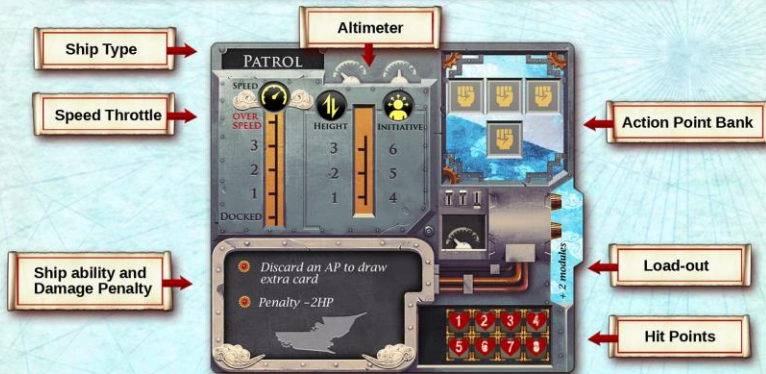 Altimeter
Ship Type
PATROL
SPEED
Speed Throttle
OVER
SPEED
HEIGHT
INITIATIVE
Action Point Bank
3
3
6
2
2
5
1
1
4
DOCKED
Ship ability and
Damage Penalty
Discard an AP to draw
extra card
Penalty -2HP
+ 2 modules
Load-out
1 2 3 4
5 6 7 8
Hit Points